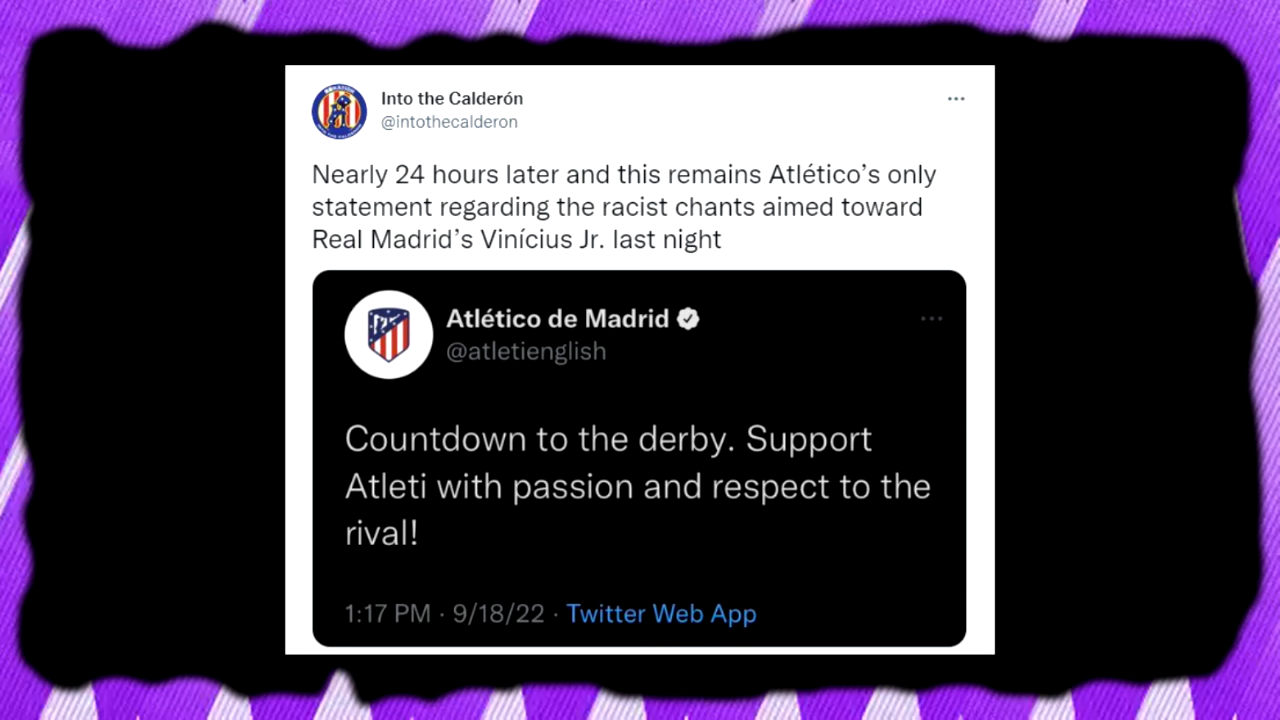 Into the Calderón
@intothecalderon
Nearly 24 hours later and this remains Atlético’s only
statement regarding the racist chants aimed toward
Real Madrid’s Vinícius Jr. last night
Atlético de Madrid
@atletienglish
Countdown to the derby. Support
Atleti with passion and respect to the
rival!
1:17 PM · 9/18/22 · Twitter Web App